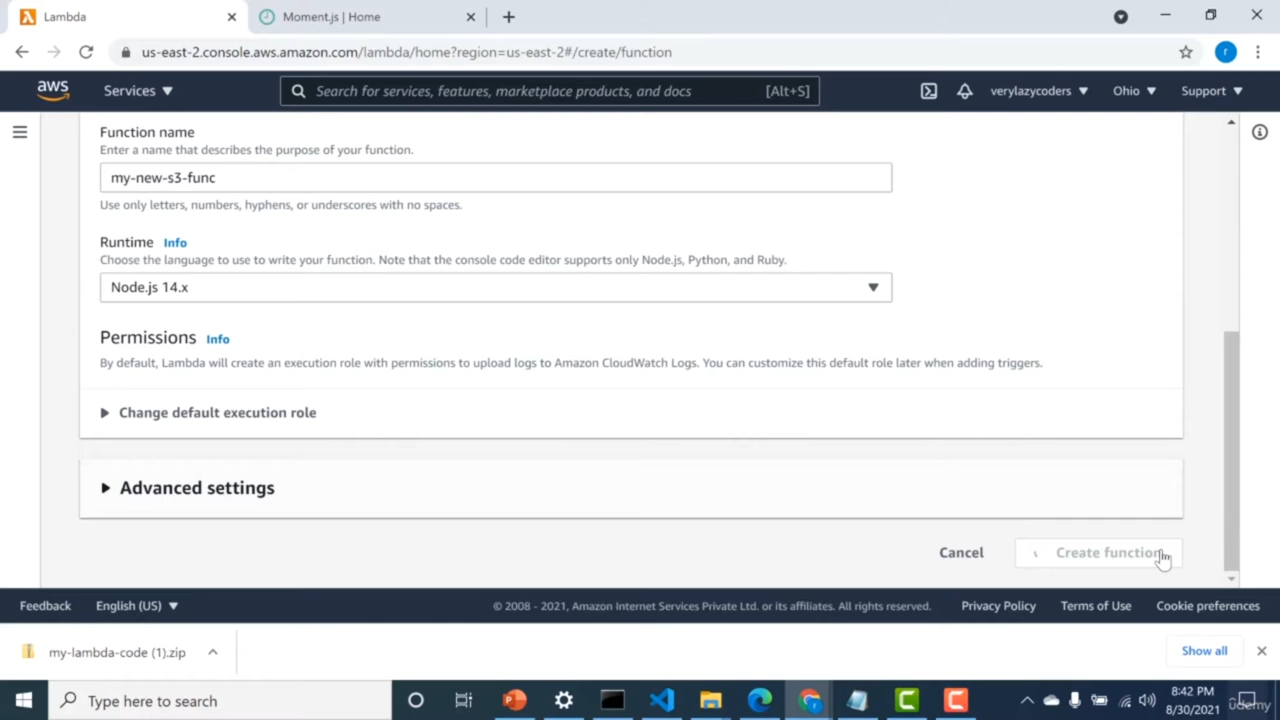 Lambda
Moment.js | Home
us-east-2.console.aws.amazon.com/lambda/home?region=us-east-2#/create/function
r
aws
Services
Search for services, features, marketplace products, and docs
[Alt+S]
verylazycoders
Ohio
Support
Function name
Enter a name that describes the purpose of your function.
my-new-s3-func
Use only letters, numbers, hyphens, or underscores with no spaces.
Runtime Info
Choose the language to use to write your function. Note that the console code editor supports only Node.js, Python, and Ruby.
Node.js 14.x
Permissions Info
By default, Lambda will create an execution role with permissions to upload logs to Amazon CloudWatch Logs. You can customize this default role later when adding triggers.
Change default execution role
Advanced settings
Cancel
Create function
Feedback
English (US)
© 2008 - 2021, Amazon Internet Services Private Ltd. or its affiliates. All rights reserved.
Privacy Policy
Terms of Use
Cookie preferences
my-lambda-code (1).zip
Show all
Type here to search
8:42 PM
8/30/2021
ûdemy